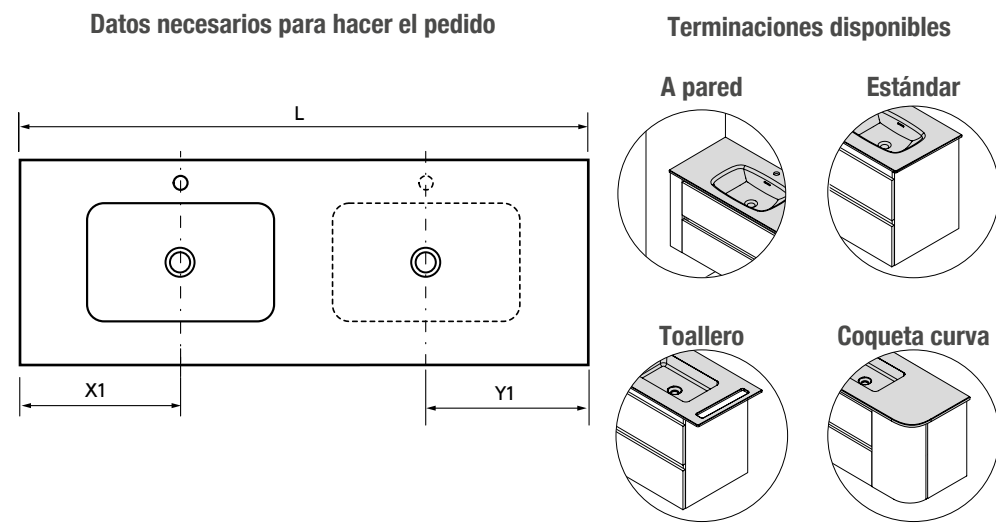 Datos necesarios para hacer el pedido
L
X1
Y1
Terminaciones disponibles
A pared
Estándar
Toallero
Coqueta curva